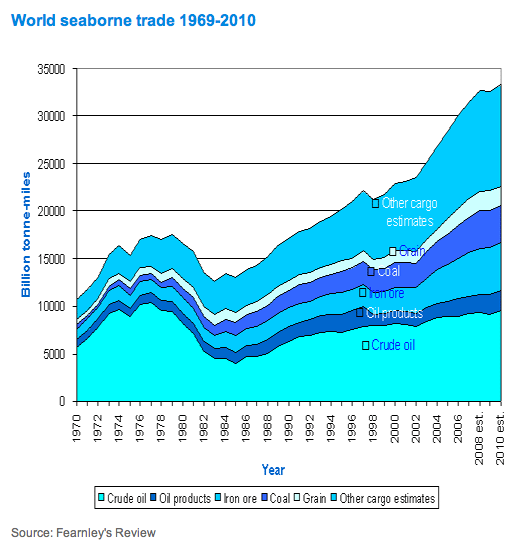 World seaborne trade 1969-2010
35000
30000
25000
20000
15000
10000
5000
0
Billion tonne-miles
Other cargo
estimates
Grain
Coal
Iron ore
Oil products
Crude oil
1970
1972
1974
1976
1978
1980
1982
1984
1986
1988
1990
1992
1994
1996
1998
2000
2002
2004
2006
2008 est.
2010 est.
Year
Crude oil Oil products Iron ore Coal Grain Other cargo estimates
Source: Fearnley's Review